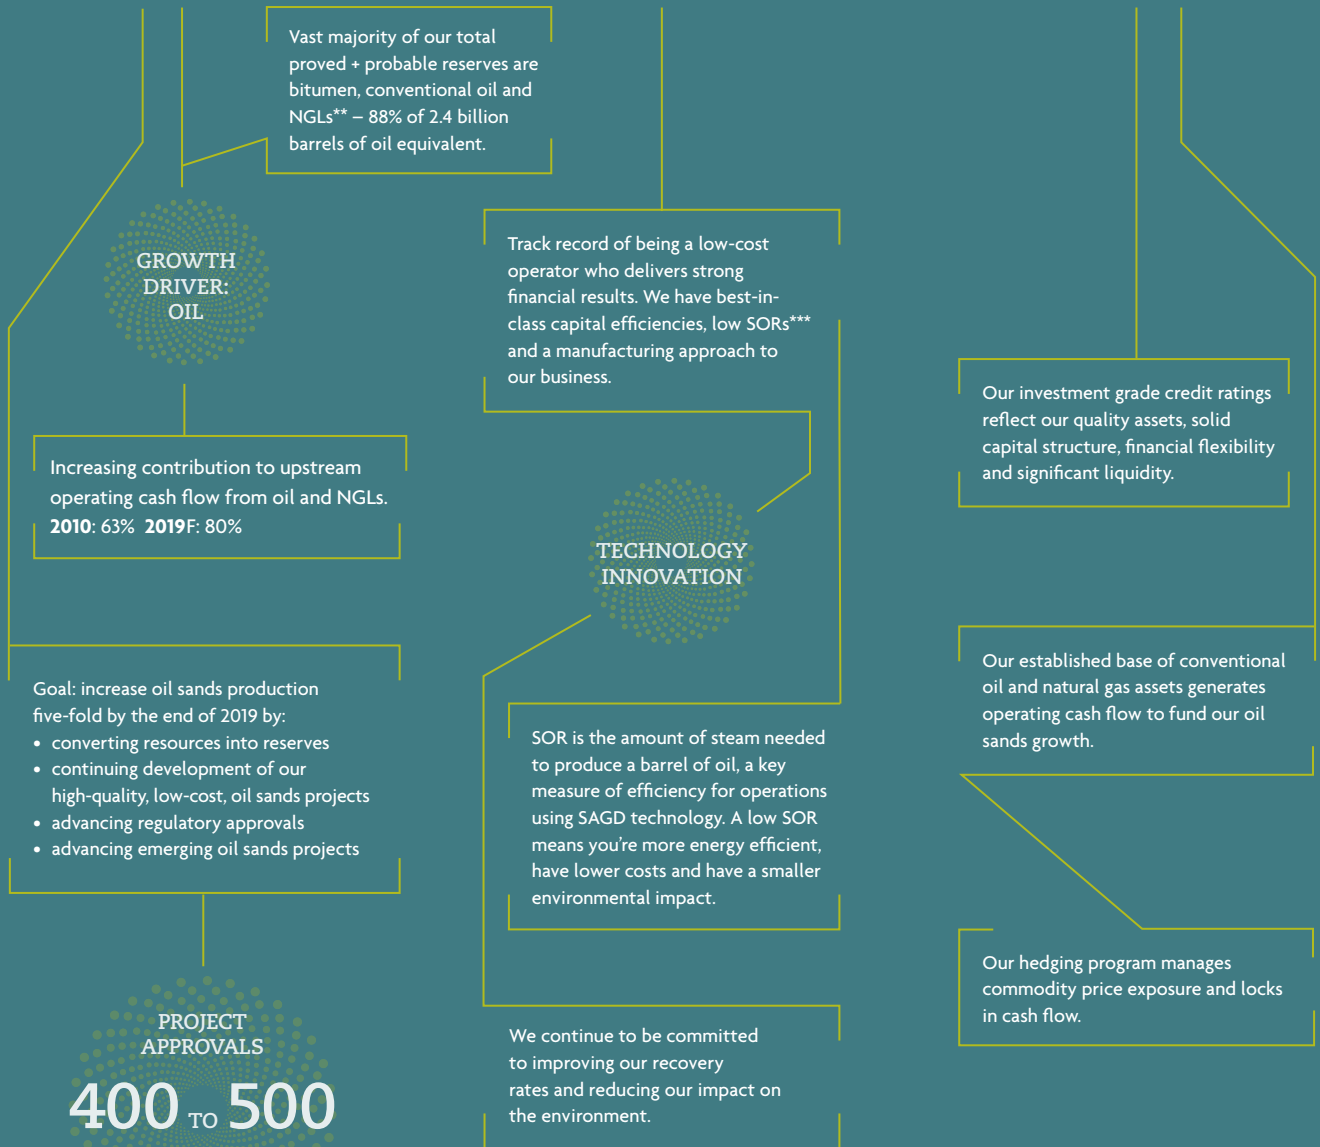 Vast majority of our total
proved + probable reserves are
bitumen, conventional oil and
NGLs** – 88% of 2.4 billion
barrels of oil equivalent.
GROWTH
DRIVER:
OIL
Increasing contribution to upstream
operating cash flow from oil and NGLs.
2010: 63%  2019F: 80%
Goal: increase oil sands production
five-fold by the end of 2019 by:
• converting resources into reserves
• continuing development of our
high-quality, low-cost, oil sands projects
• advancing regulatory approvals
• advancing emerging oil sands projects
PROJECT
APPROVALS
400 TO 500
Track record of being a low-cost
operator who delivers strong
financial results. We have best-in-
class capital efficiencies, low SORs***
and a manufacturing approach to
our business.
TECHNOLOGY
INNOVATION
SOR is the amount of steam needed
to produce a barrel of oil, a key
measure of efficiency for operations
using SAGD technology. A low SOR
means you're more energy efficient,
have lower costs and have a smaller
environmental impact.
We continue to be committed
to improving our recovery
rates and reducing our impact on
the environment.
Our investment grade credit ratings
reflect our quality assets, solid
capital structure, financial flexibility
and significant liquidity.
Our established base of conventional
oil and natural gas assets generates
operating cash flow to fund our oil
sands growth.
Our hedging program manages
commodity price exposure and locks
in cash flow.